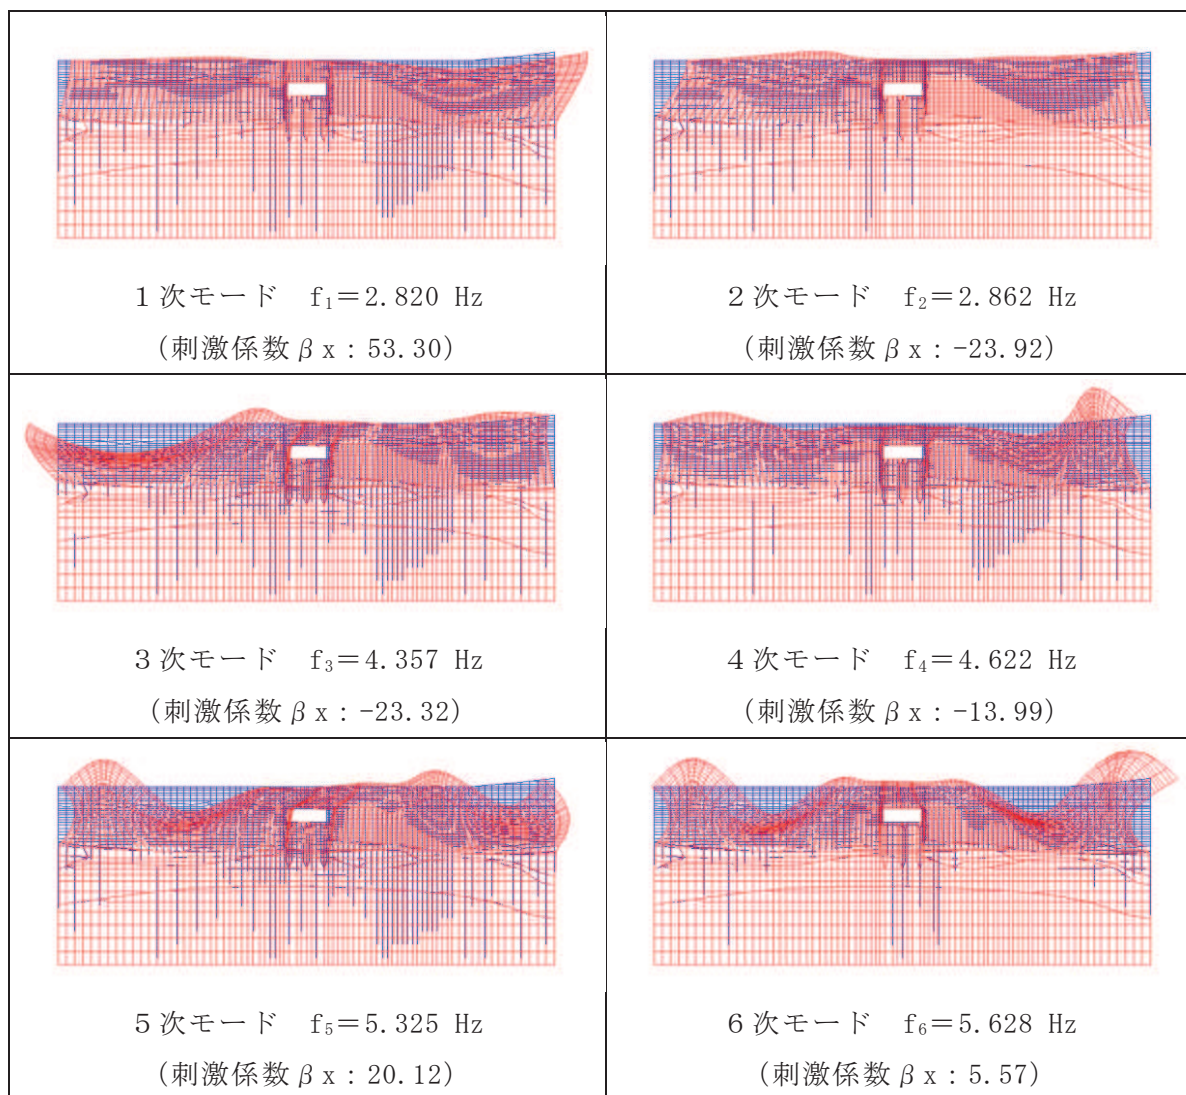 1次モード f₁＝2.820 Hz
(刺激係数βx：53.30)
2次モード f₂＝2.862 Hz
(刺激係数βx：-23.92)
3次モード f₃＝4.357 Hz
(刺激係数βx：-23.32)
4次モード f₄＝4.622 Hz
(刺激係数βx：-13.99)
5次モード f₅＝5.325 Hz
(刺激係数βx：20.12)
6次モード f₆＝5.628 Hz
(刺激係数βx：5.57)